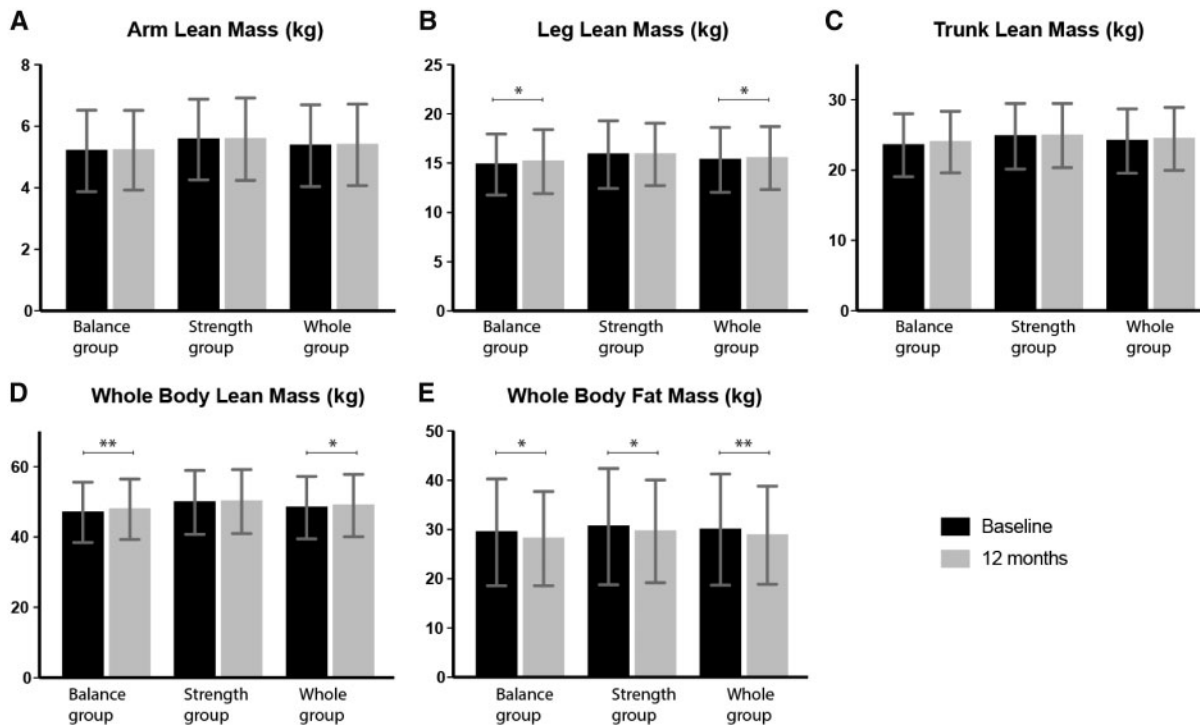 A Arm Lean Mass (kg)
8
6
4
2
0
Balance group
Strength group
Whole group
B Leg Lean Mass (kg)
25
20
15
10
5
0
*
*
Balance group
Strength group
Whole group
C Trunk Lean Mass (kg)
30
20
10
0
Balance group
Strength group
Whole group
D Whole Body Lean Mass (kg)
60
40
20
0
**
*
Balance group
Strength group
Whole group
E Whole Body Fat Mass (kg)
50
40
30
20
10
0
*
*
**
Balance group
Strength group
Whole group
Baseline
12 months